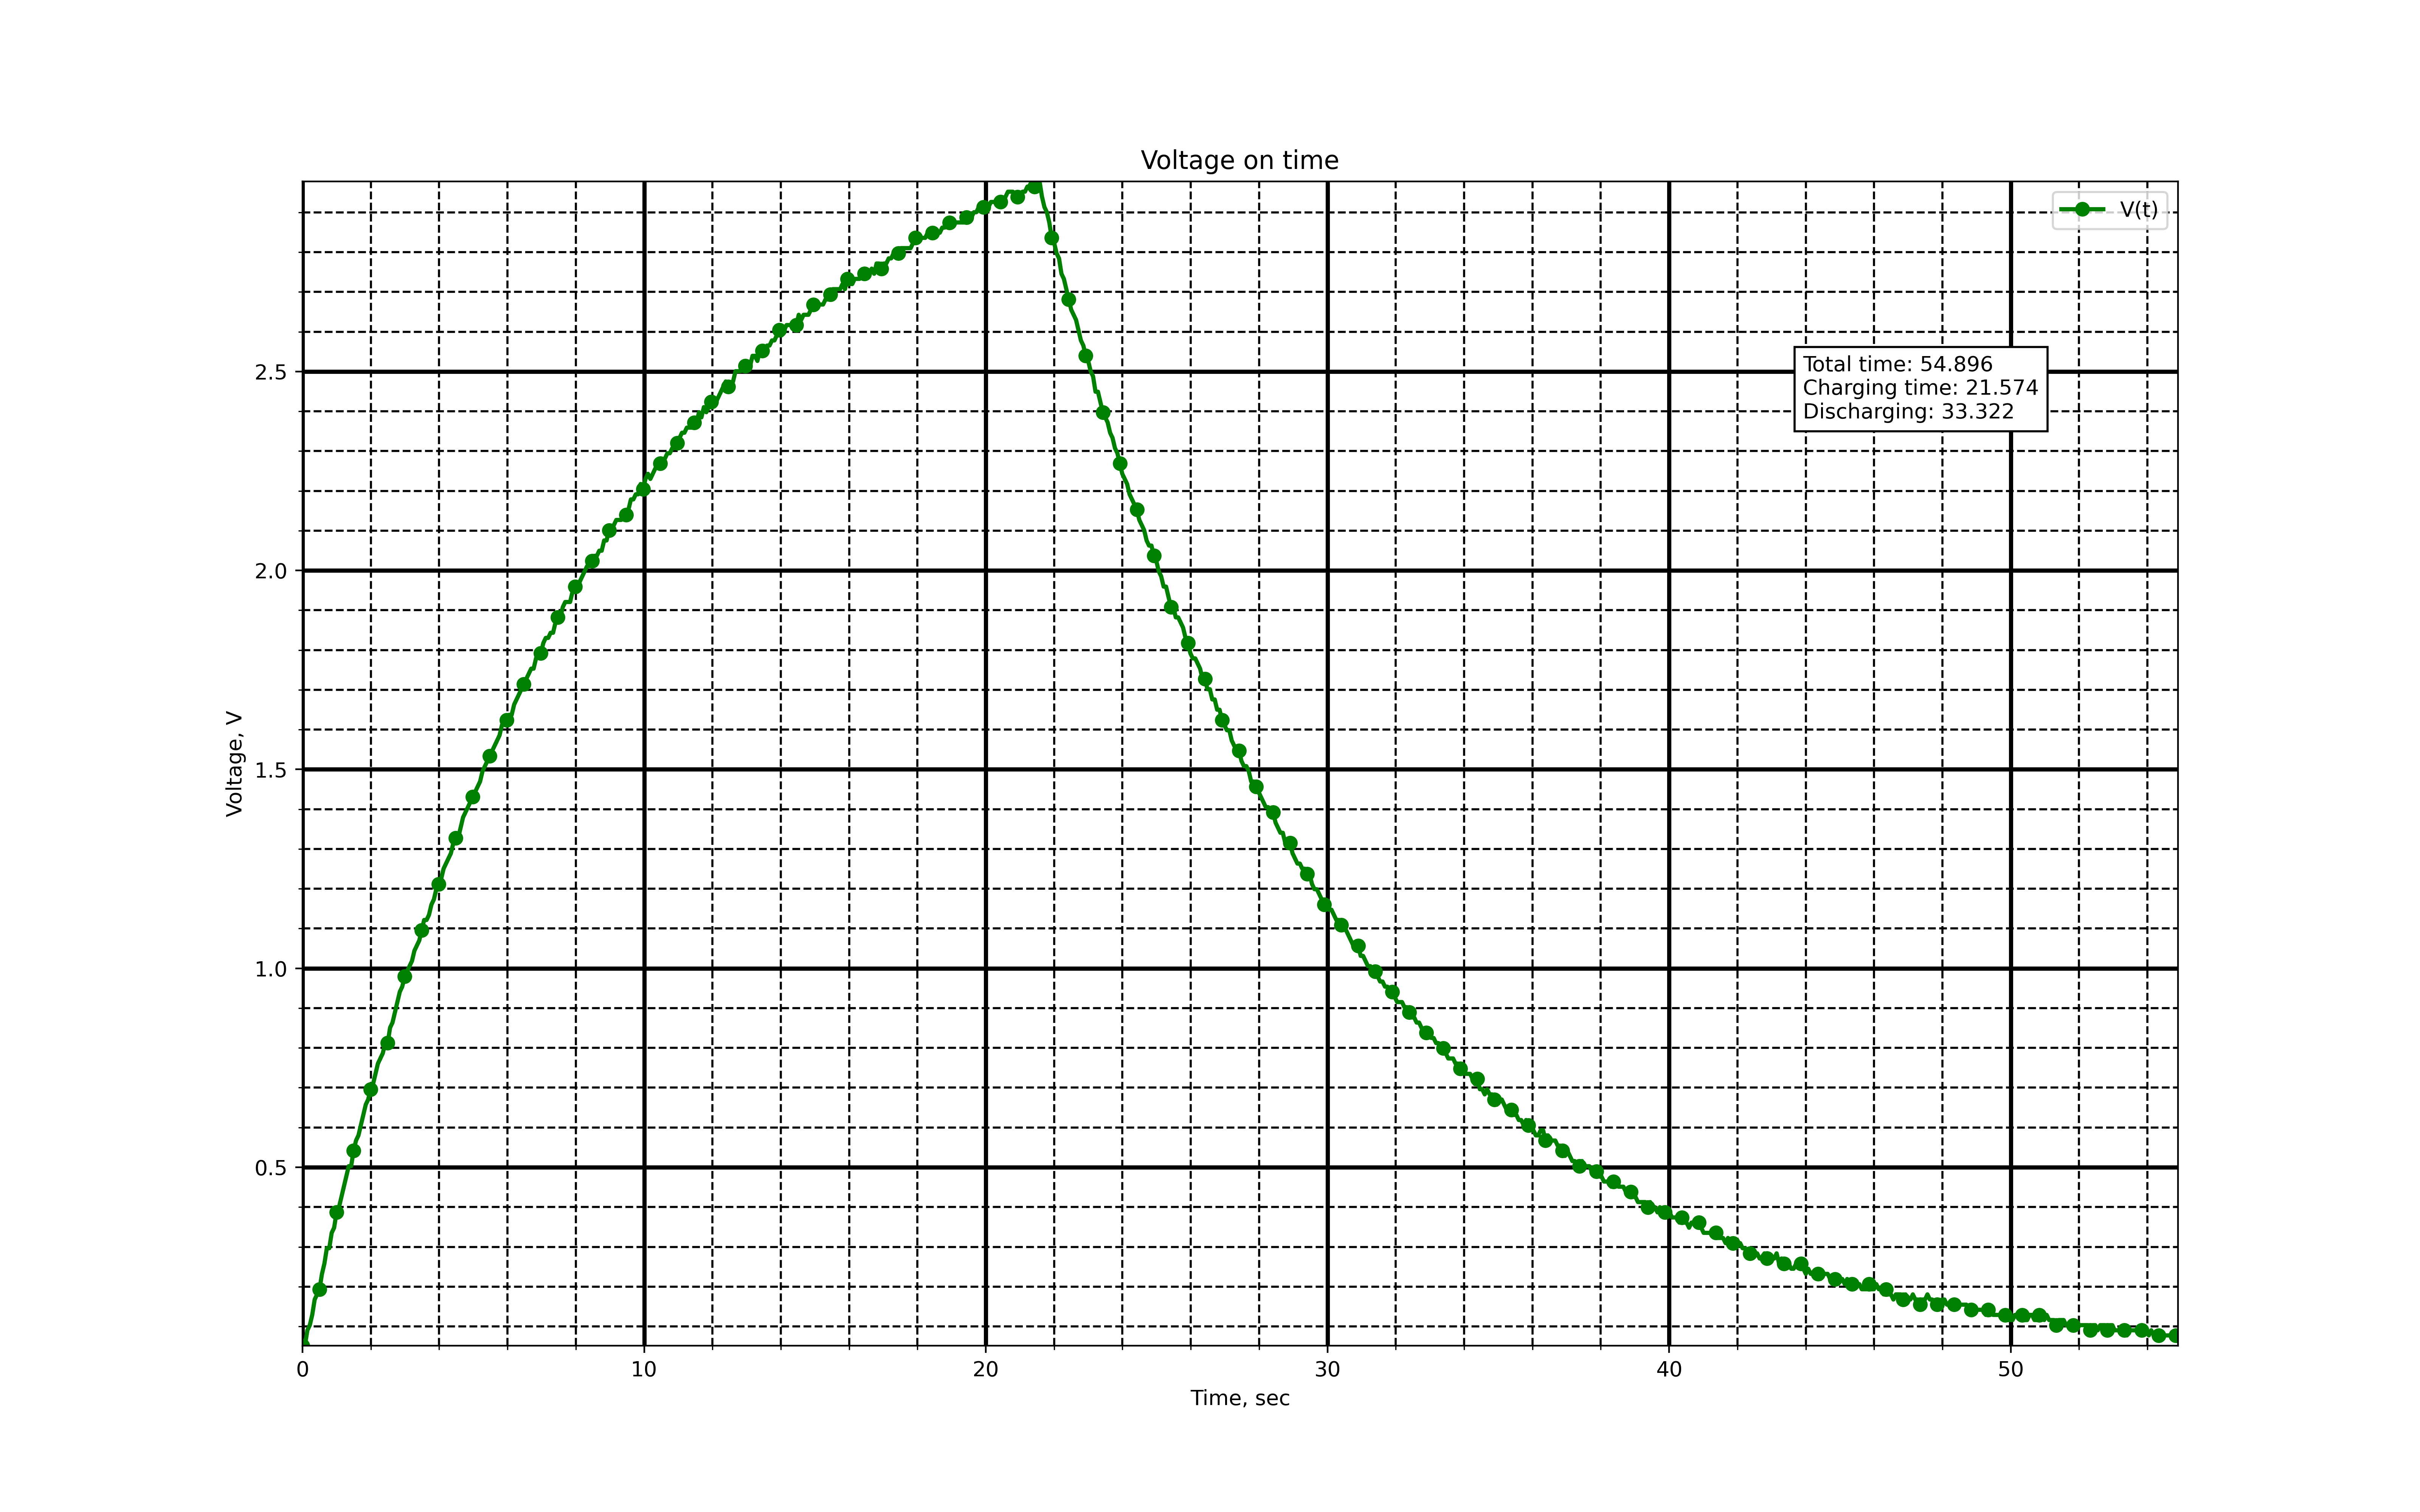 Voltage on time
V(t)
Total time: 54.896
Charging time: 21.574
Discharging: 33.322
2.5
2.0
1.5
1.0
0.5
Voltage, V
0 10 20 30 40 50
Time, sec